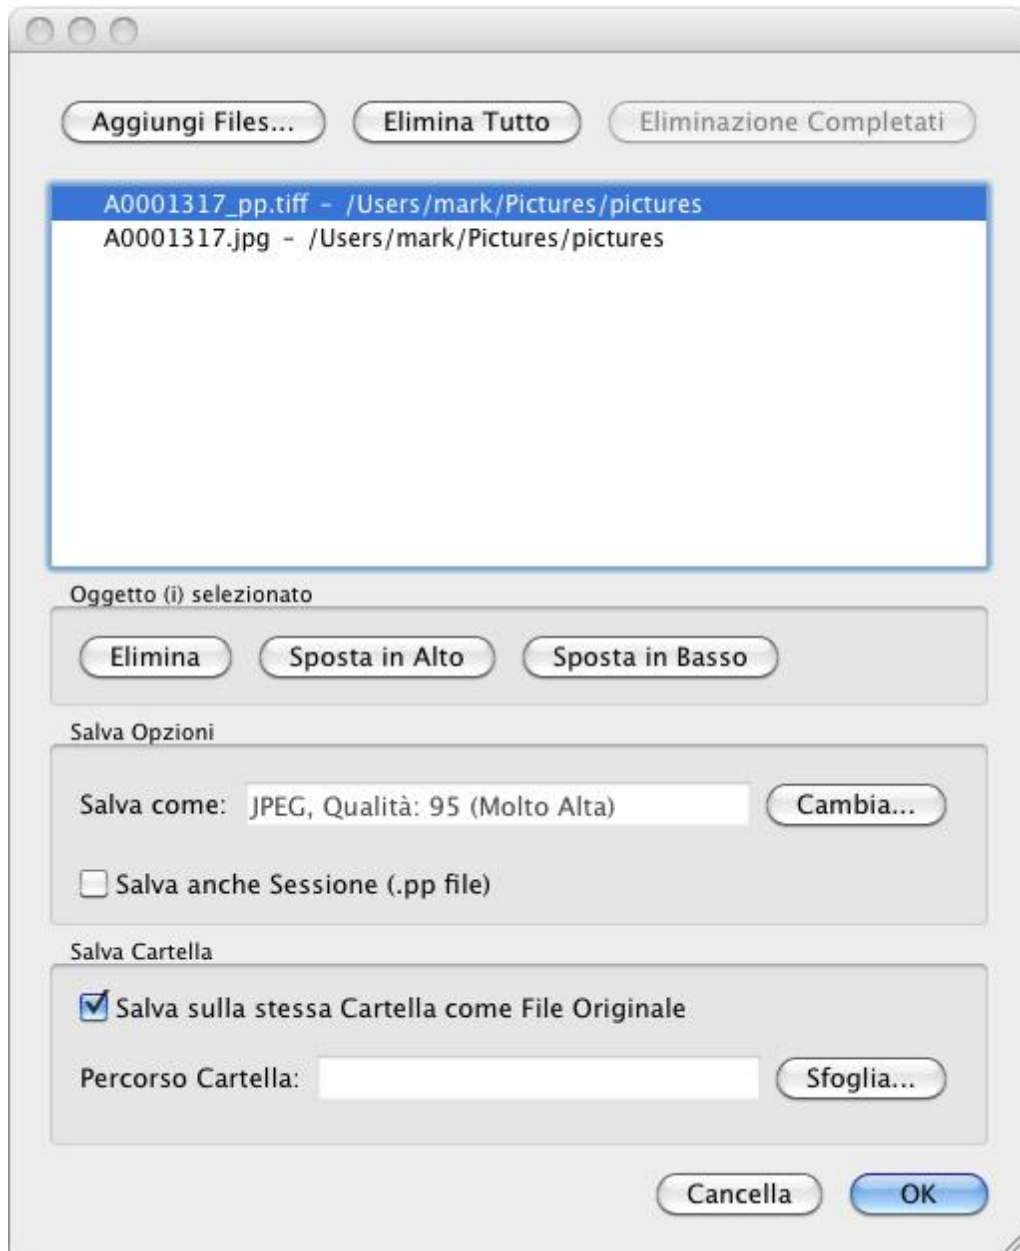 Aggiungi Files... Elimina Tutto Eliminazione Completati
A0001317_pp.tiff - /Users/mark/Pictures/pictures
A0001317.jpg - /Users/mark/Pictures/pictures
Oggetto (i) selezionato
Elimina Sposta in Alto Sposta in Basso
Salva Opzioni
Salva come: JPEG, Qualità: 95 (Molto Alta) Cambia...
Salva anche Sessione (.pp file)
Salva Cartella
Salva sulla stessa Cartella come File Originale
Percorso Cartella: Sfoglia...
Cancella OK